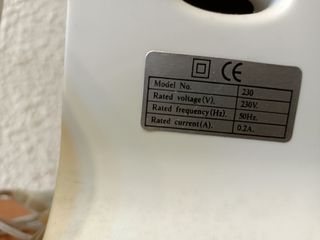 CE
Model No. 230
Rated voltage(V). 230V.
Rated frequency(Hz). 50Hz.
Rated current(A). 0.2A.